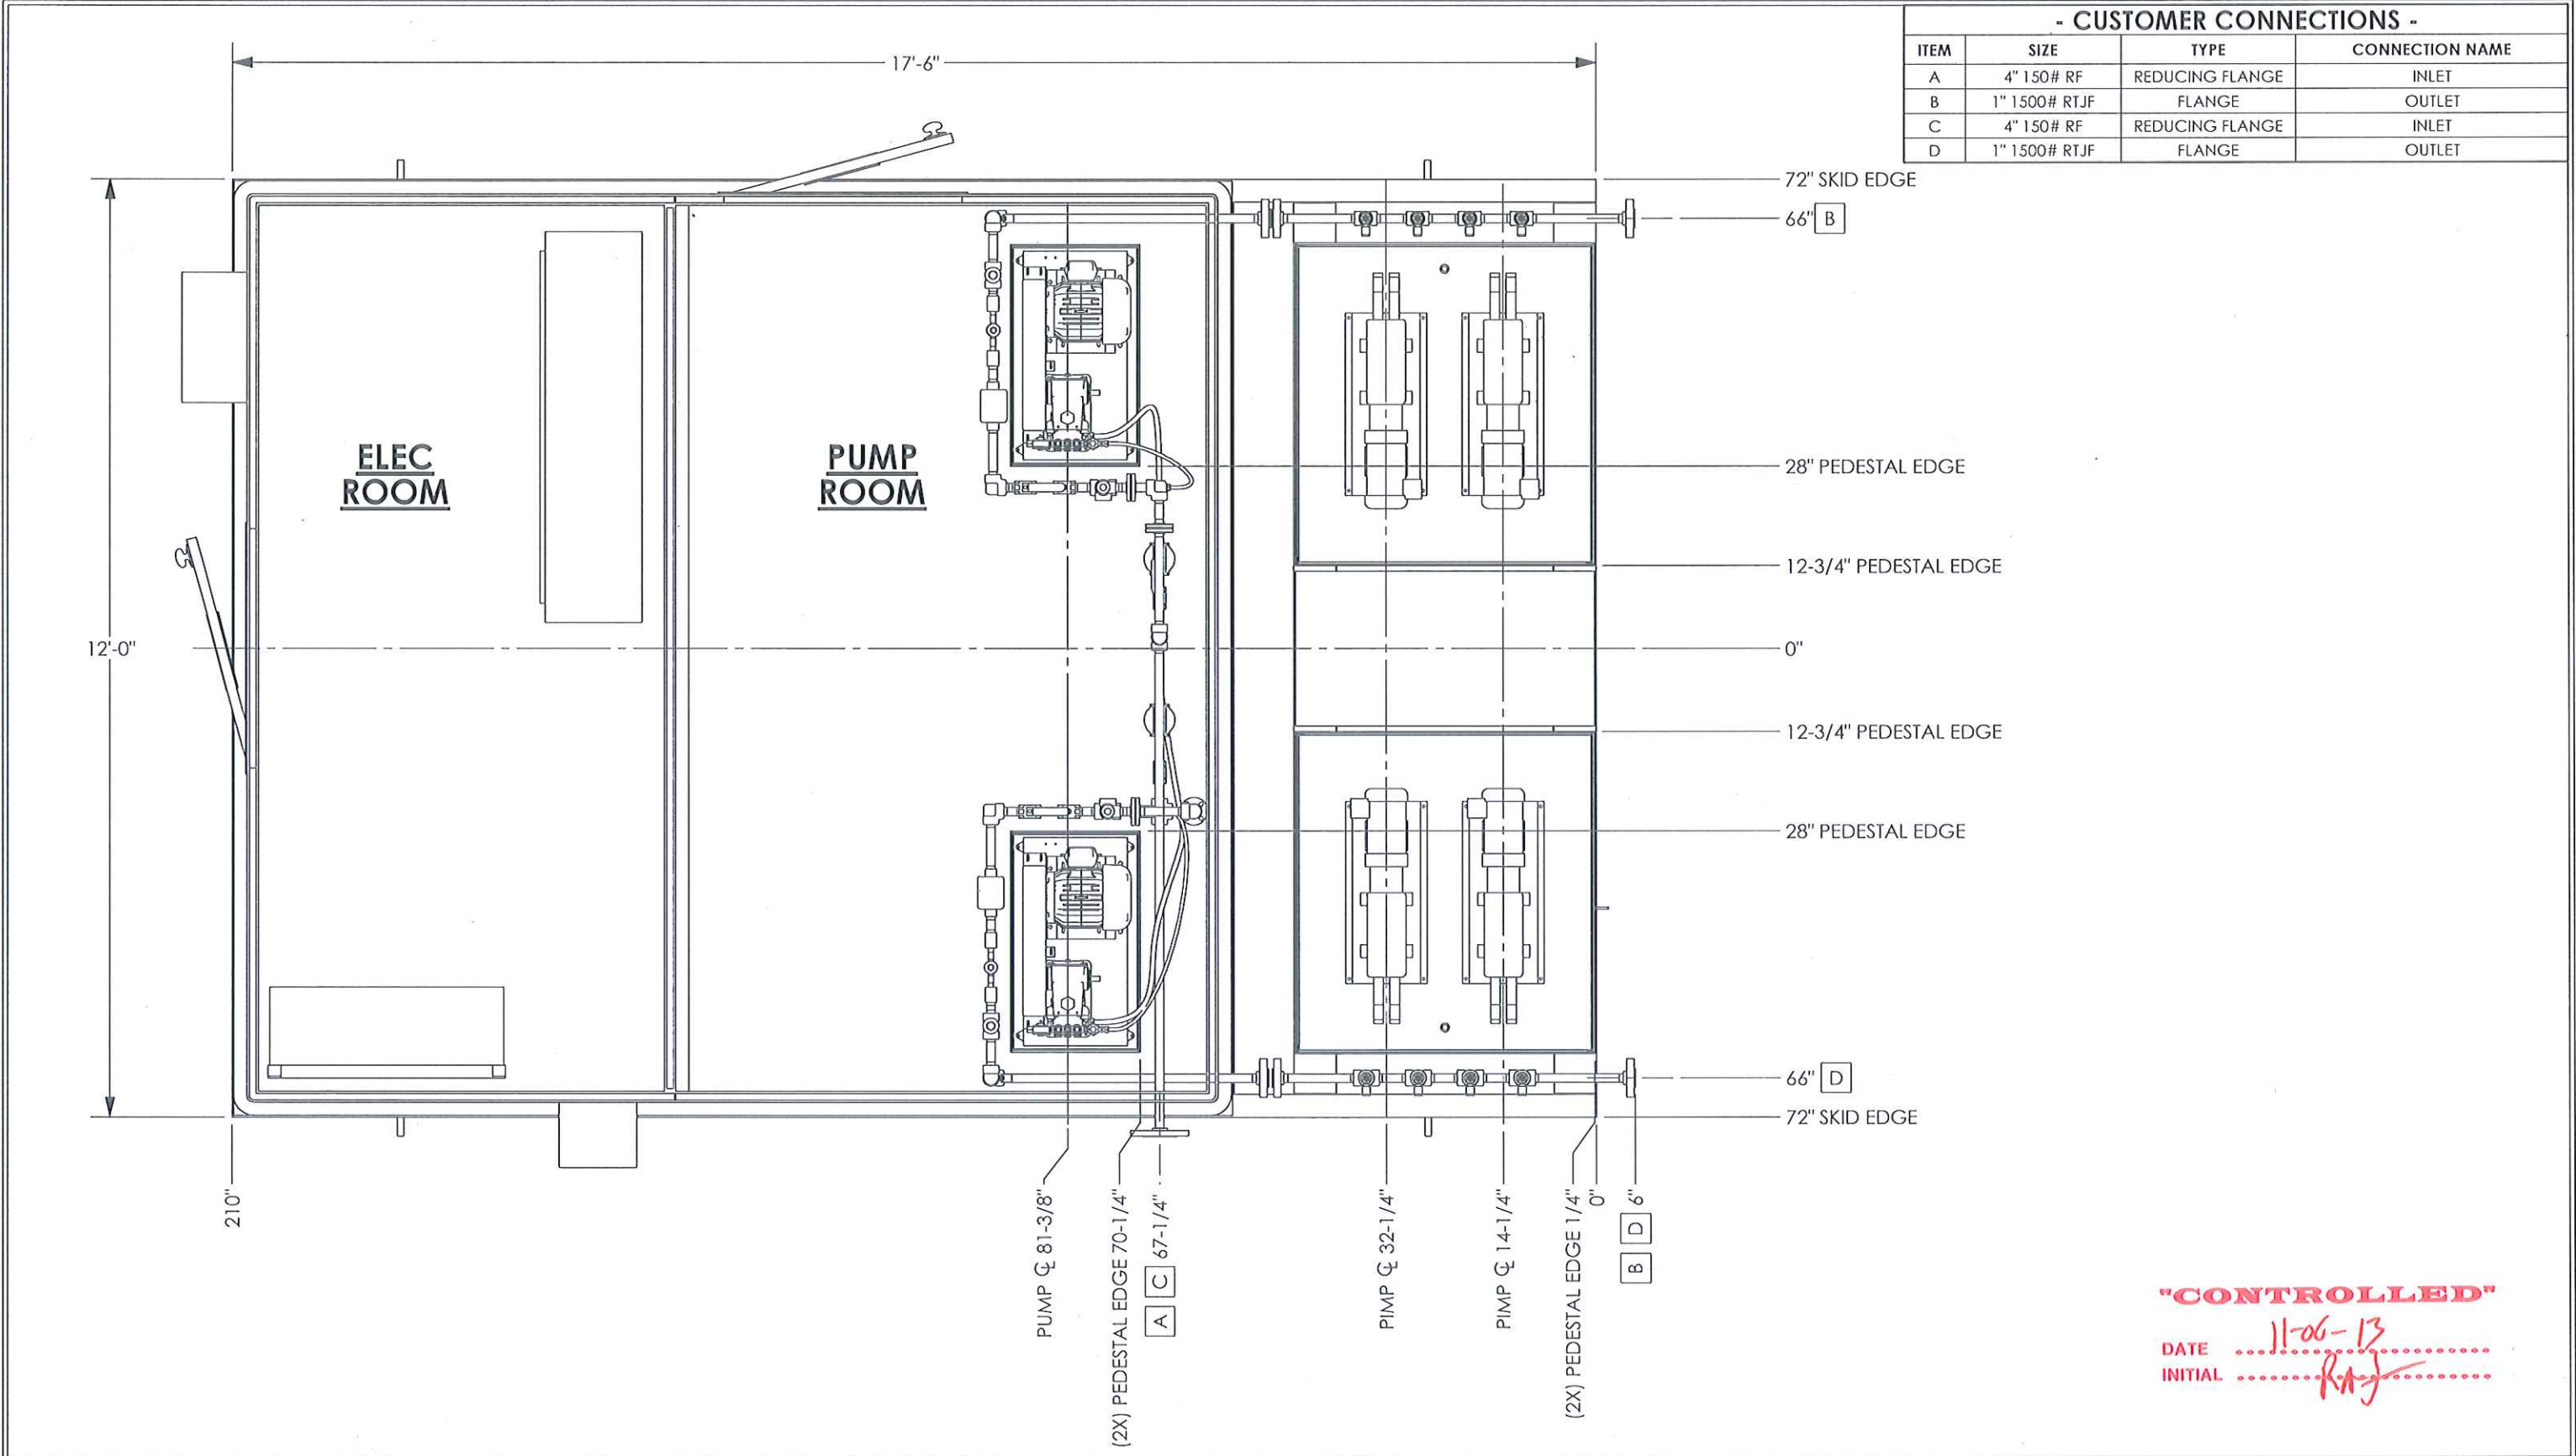 - CUSTOMER CONNECTIONS -
ITEM SIZE TYPE CONNECTION NAME
A 4" 150# RF REDUCING FLANGE INLET
B 1" 1500# RTJF FLANGE OUTLET
C 4" 150# RF REDUCING FLANGE INLET
D 1" 1500# RTJF FLANGE OUTLET
17'-6"
12'-0"
ELEC
ROOM
PUMP
ROOM
72" SKID EDGE
66" B
28" PEDESTAL EDGE
12-3/4" PEDESTAL EDGE
0"
12-3/4" PEDESTAL EDGE
28" PEDESTAL EDGE
66" D
72" SKID EDGE
210"
PUMP ℄ 81-3/8"
(2X) PEDESTAL EDGE 70-1/4"
A C 67-1/4"
PIMP ℄ 32-1/4"
PIMP ℄ 14-1/4"
(2X) PEDESTAL EDGE 1/4"
0"
B D 6"
"CONTROLLED"
DATE 11-06-13
INITIAL RAJ